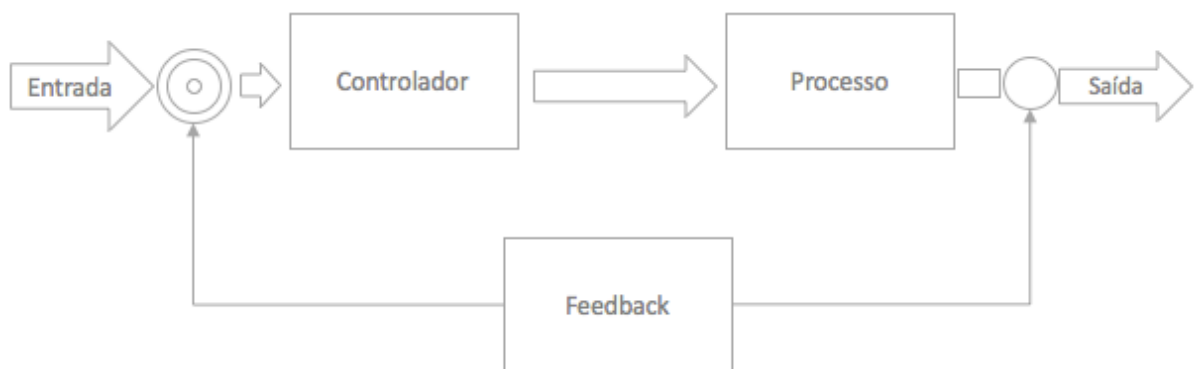 Entrada
Controlador
Processo
Saída
Feedback